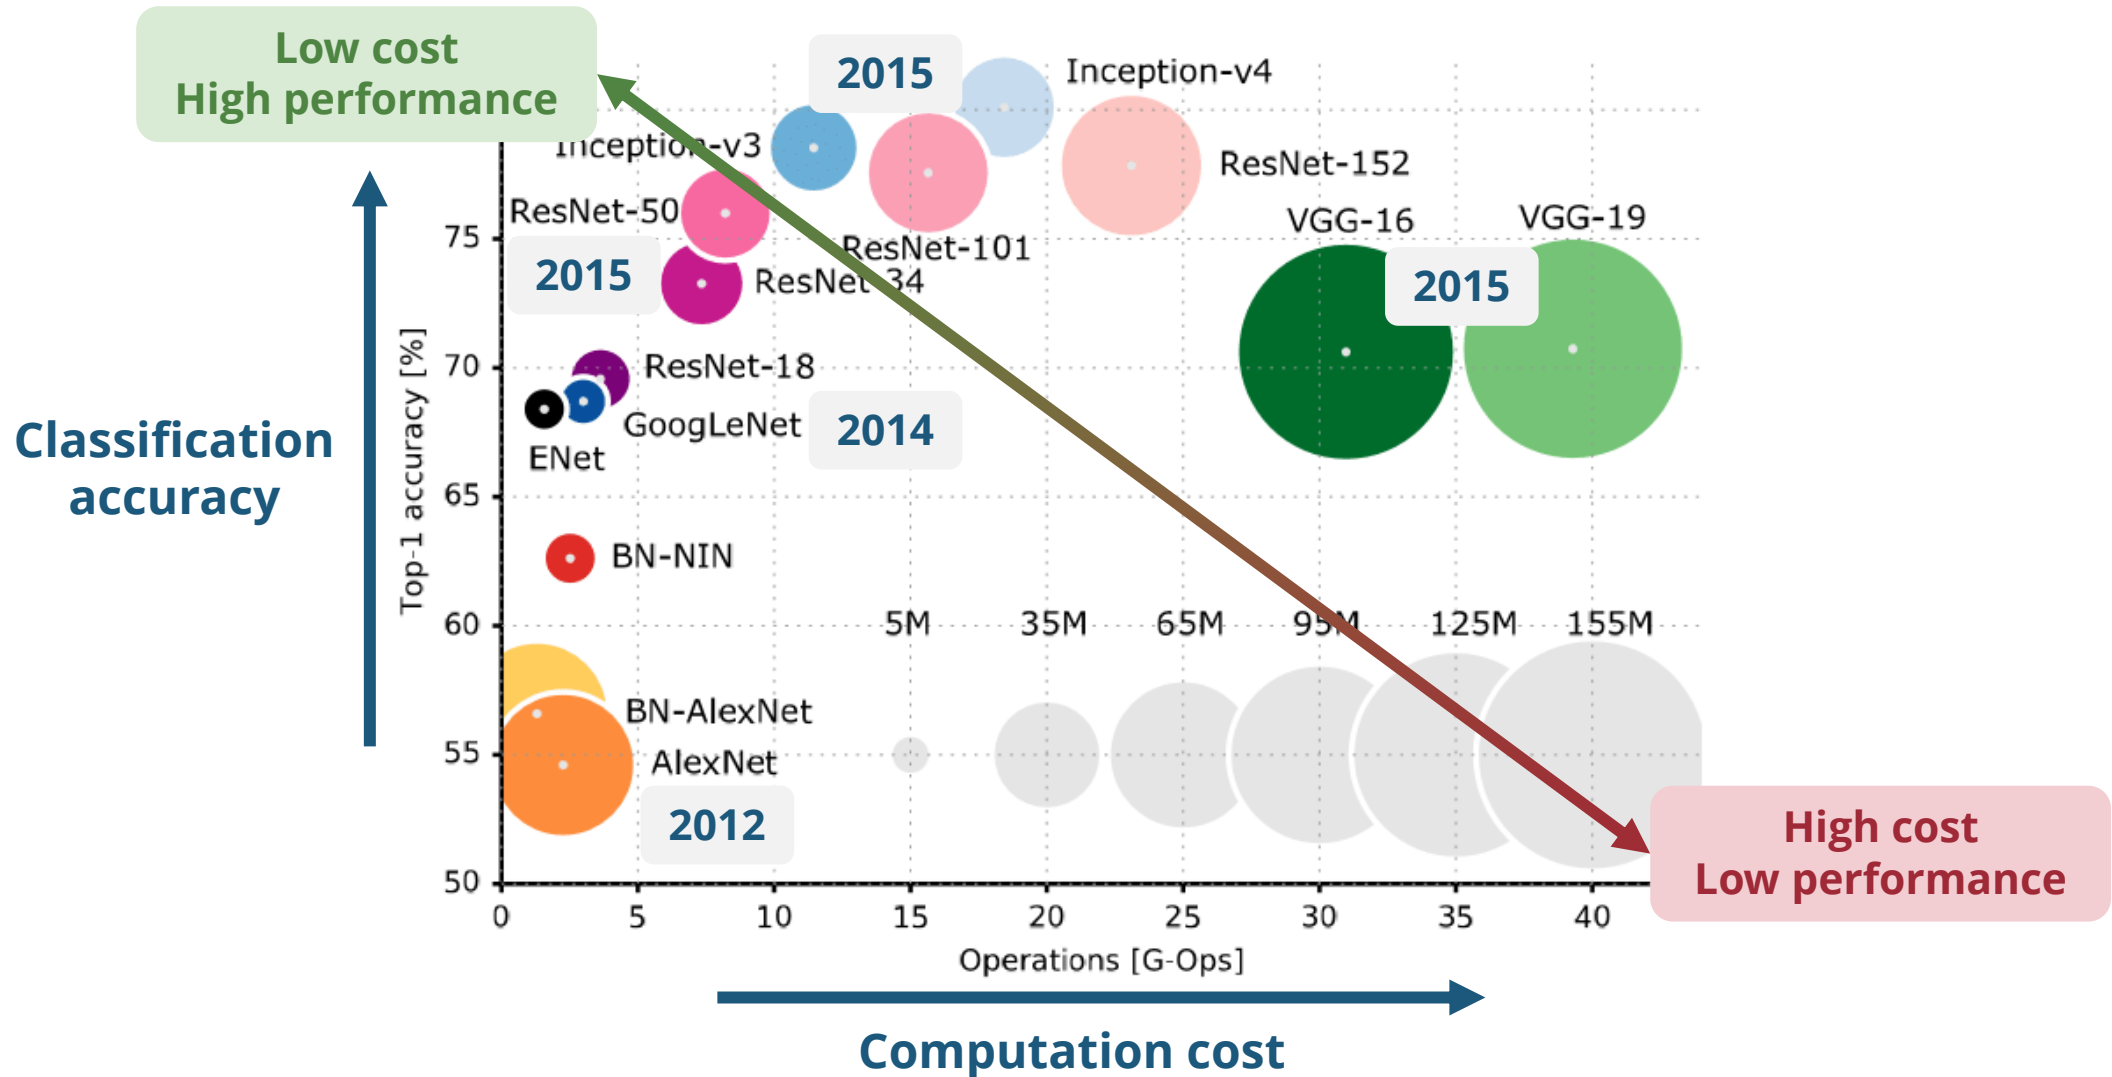 Low cost
High performance
2015
Inception-v4
Inception-v3
ResNet-152
ResNet-50
VGG-16
VGG-19
75
ResNet-101
2015
ResNet-34
2015
70
ResNet-18
GoogLeNet
2014
ENet
Classification
accuracy
Top-1 accuracy [%]
65
BN-NIN
60
5M
35M
65M
95M
125M
155M
BN-AlexNet
55
AlexNet
2012
High cost
Low performance
50
0
5
10
15
20
25
30
35
40
Operations [G-Ops]
Computation cost